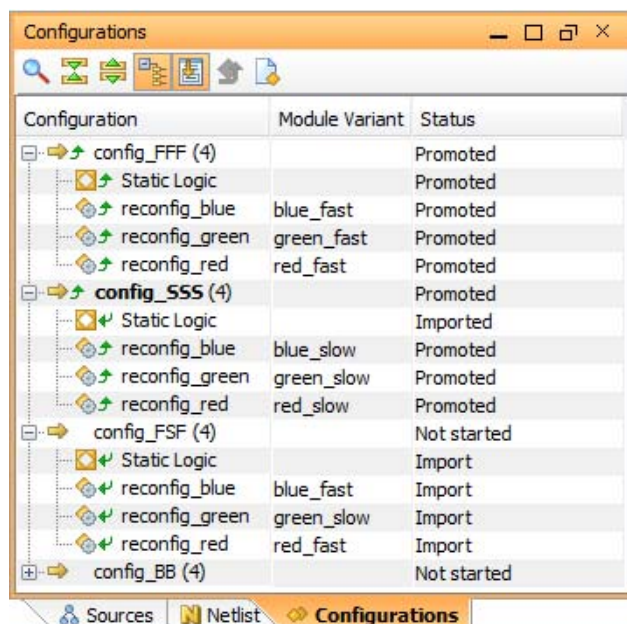 Configurations
Configuration Module Variant Status
config_FFF (4) Promoted
Static Logic Promoted
reconfig_blue blue_fast Promoted
reconfig_green green_fast Promoted
reconfig_red red_fast Promoted
config_SSS (4) Promoted
Static Logic Imported
reconfig_blue blue_slow Promoted
reconfig_green green_slow Promoted
reconfig_red red_slow Promoted
config_FSF (4) Not started
Static Logic Import
reconfig_blue blue_fast Import
reconfig_green green_slow Import
reconfig_red red_fast Import
config_BB (4) Not started
Sources Netlist Configurations